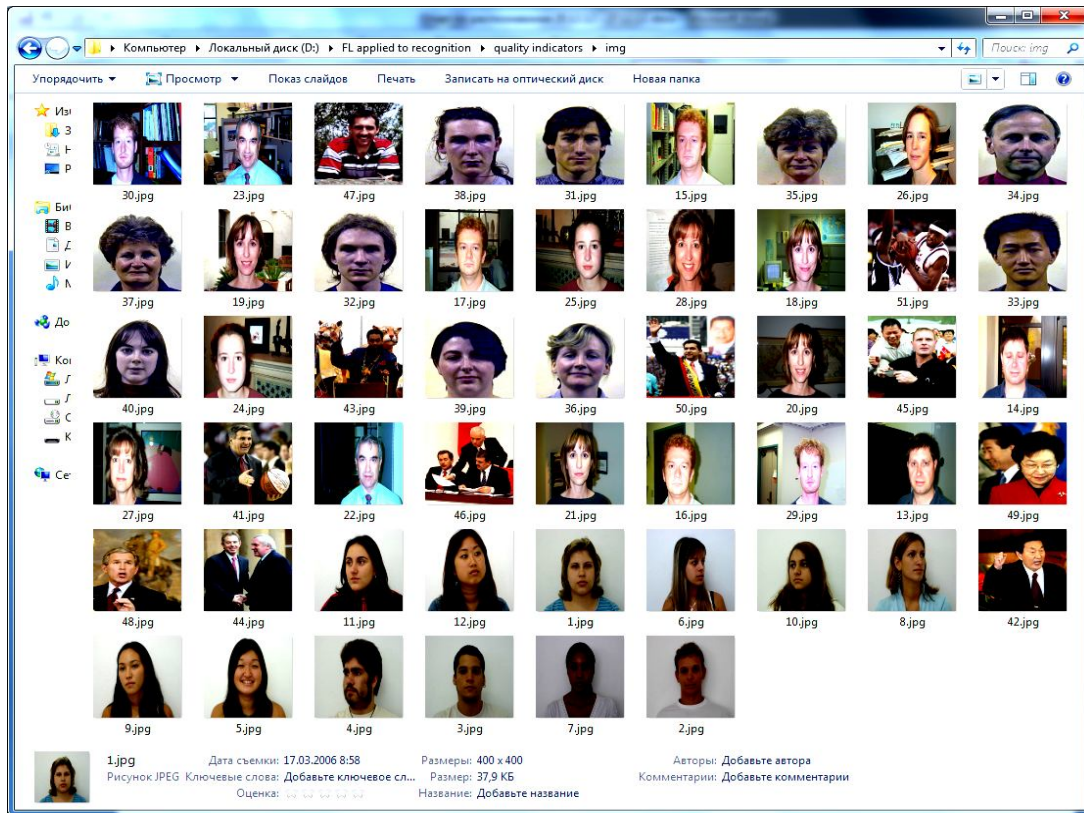 Компьютер ▸ Локальный диск (D:) ▸ FL applied to recognition ▸ quality indicators ▸ img
Поиск: img
Упорядочить Просмотр Показ слайдов Печать Записать на оптический диск Новая папка
30.jpg 23.jpg 47.jpg 38.jpg 31.jpg 15.jpg 35.jpg 26.jpg 34.jpg
37.jpg 19.jpg 32.jpg 17.jpg 25.jpg 28.jpg 18.jpg 51.jpg 33.jpg
40.jpg 24.jpg 43.jpg 39.jpg 36.jpg 50.jpg 20.jpg 45.jpg 14.jpg
27.jpg 41.jpg 22.jpg 46.jpg 21.jpg 16.jpg 29.jpg 13.jpg 49.jpg
48.jpg 44.jpg 11.jpg 12.jpg 1.jpg 6.jpg 10.jpg 8.jpg 42.jpg
9.jpg 5.jpg 4.jpg 3.jpg 7.jpg 2.jpg
1.jpg Дата съемки: 17.03.2006 8:58 Размеры: 400 x 400 Авторы: Добавьте автора
Рисунок JPEG Ключевые слова: Добавьте ключевое сл... Размер: 37,9 КБ Комментарии: Добавьте комментарии
Оценка: Название: Добавьте название